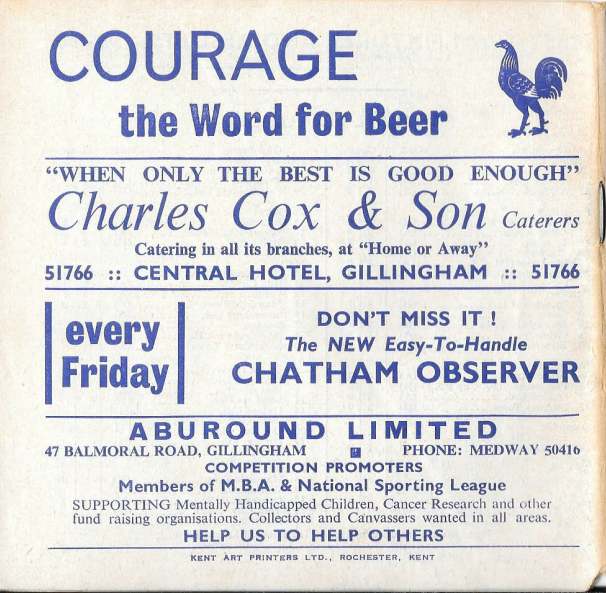 COURAGE
the Word for Beer
"WHEN ONLY THE BEST IS GOOD ENOUGH"
Charles Cox & Son Caterers
Catering in all its branches, at "Home or Away"
51766 :: CENTRAL HOTEL, GILLINGHAM :: 51766
every
Friday
DON'T MISS IT !
The NEW Easy-To-Handle
CHATHAM OBSERVER
ABUROUND LIMITED
47 BALMORAL ROAD, GILLINGHAM PHONE: MEDWAY 50416
COMPETITION PROMOTERS
Members of M.B.A. & National Sporting League
SUPPORTING Mentally Handicapped Children, Cancer Research and other
fund raising organisations. Collectors and Canvassers wanted in all areas.
HELP US TO HELP OTHERS
KENT ART PRINTERS LTD., ROCHESTER, KENT